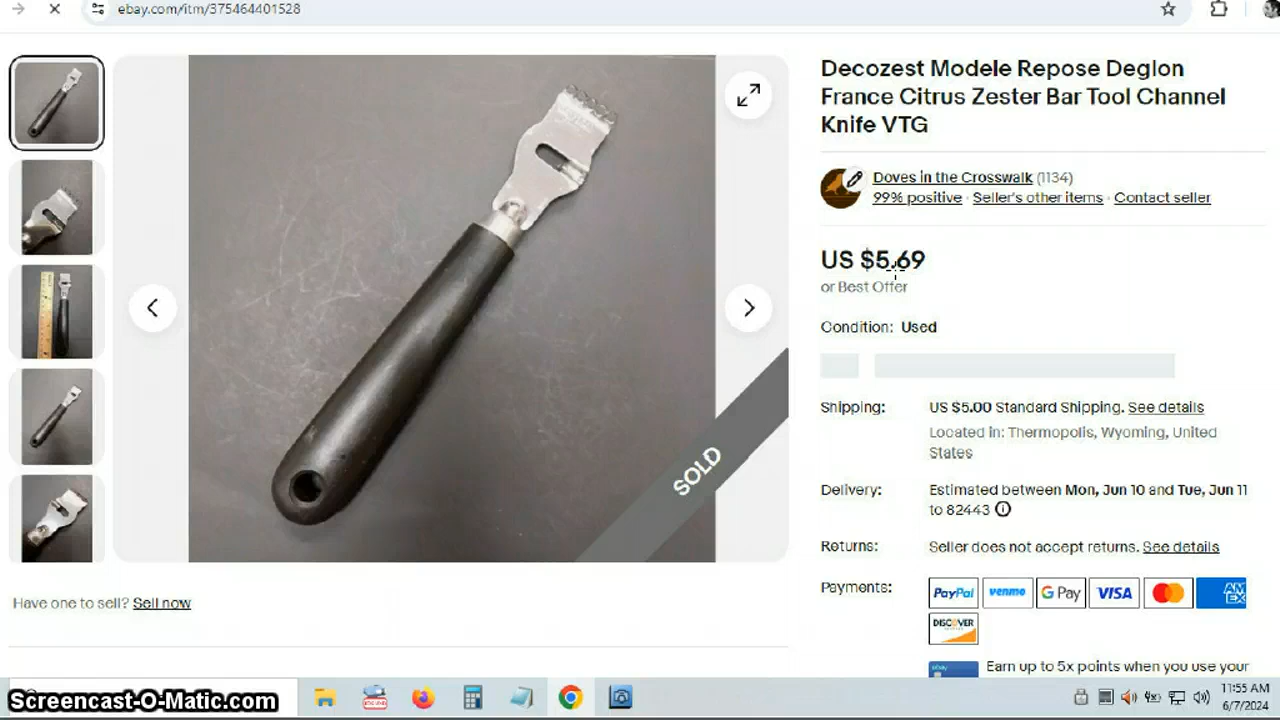 ebay.com/itm/375464401528
Decozest Modele Repose Deglon
France Citrus Zester Bar Tool Channel
Knife VTG
Doves in the Crosswalk (1134)
99% positive · Seller's other items · Contact seller
US $5.69
or Best Offer
Condition: Used
Shipping: US $5.00 Standard Shipping. See details
Located in: Thermopolis, Wyoming, United
States
Delivery: Estimated between Mon, Jun 10 and Tue, Jun 11
to 82443
Returns: Seller does not accept returns. See details
Payments: PayPal venmo G Pay VISA AM EX
DISCOVER
Earn up to 5x points when you use your
SOLD
Have one to sell? Sell now
Screencast-O-Matic.com
11:55 AM
6/7/2024